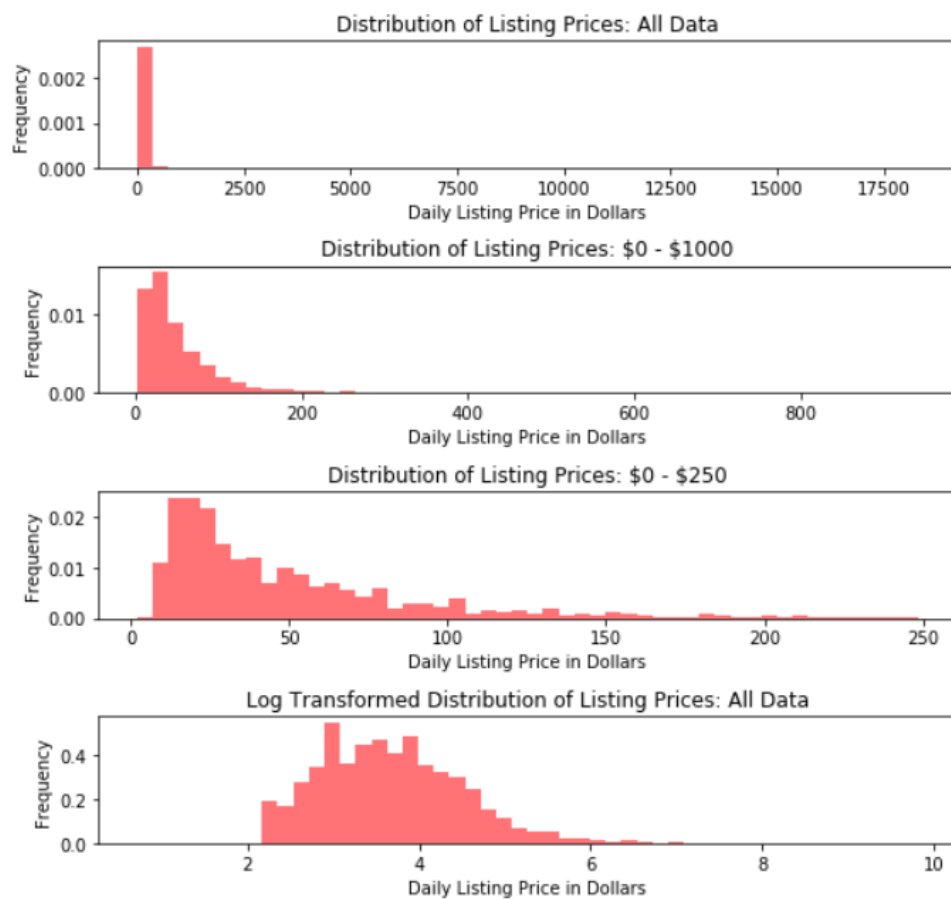 Distribution of Listing Prices: All Data
Frequency
0.002
0.001
0.000
0 2500 5000 7500 10000 12500 15000 17500
Daily Listing Price in Dollars
Distribution of Listing Prices: $0 - $1000
Frequency
0.01
0.00
0 200 400 600 800
Daily Listing Price in Dollars
Distribution of Listing Prices: $0 - $250
Frequency
0.02
0.01
0.00
0 50 100 150 200 250
Daily Listing Price in Dollars
Log Transformed Distribution of Listing Prices: All Data
Frequency
0.4
0.2
0.0
2 4 6 8 10
Daily Listing Price in Dollars